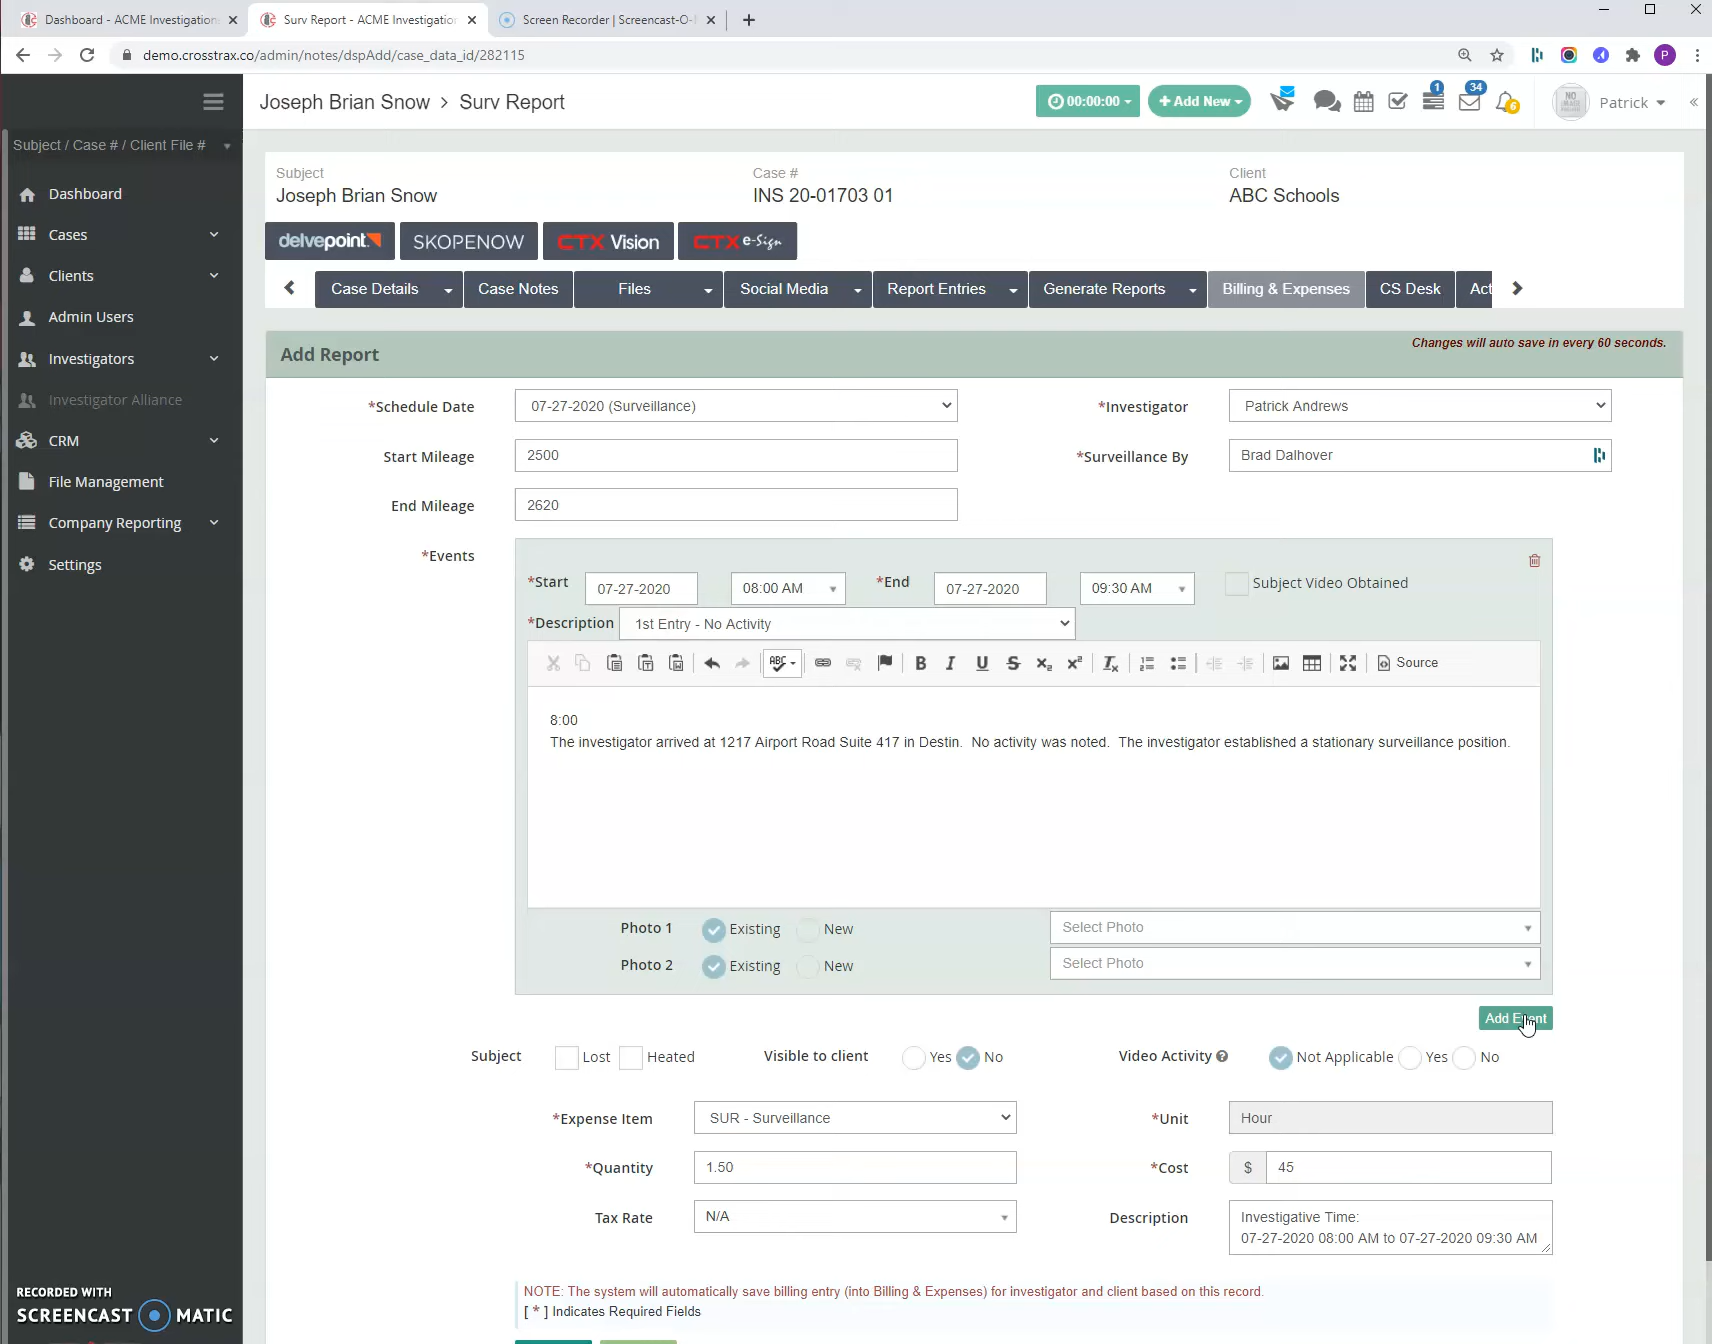 Dashboard - ACME Investigation
Surv Report - ACME Investigation
Screen Recorder | Screencast-O-
demo.crosstrax.co/admin/notes/dspAdd/case_data_id/282115
P
Joseph Brian Snow > Surv Report
00:00:00
+ Add New
1
34
6
NO IMAGE
Patrick
Subject / Case # / Client File #
Dashboard
Cases
Clients
Admin Users
Investigators
Investigator Alliance
CRM
File Management
Company Reporting
Settings
Subject
Case #
Client
Joseph Brian Snow
INS 20-01703 01
ABC Schools
delvepoint
SKOPENOW
CTX Vision
CTX e-Sign
Case Details
Case Notes
Files
Social Media
Report Entries
Generate Reports
Billing & Expenses
CS Desk
Act
Add Report
Changes will auto save in every 60 seconds.
*Schedule Date
07-27-2020 (Surveillance)
*Investigator
Patrick Andrews
Start Mileage
2500
*Surveillance By
Brad Dalhover
End Mileage
2620
*Events
*Start
07-27-2020
08:00 AM
*End
07-27-2020
09:30 AM
Subject Video Obtained
*Description
1st Entry - No Activity
ABC
Source
8:00
The investigator arrived at 1217 Airport Road Suite 417 in Destin.  No activity was noted.  The investigator established a stationary surveillance position.
Photo 1
Existing
New
Select Photo
Photo 2
Existing
New
Select Photo
Add Event
Subject
Lost
Heated
Visible to client
Yes
No
Video Activity
Not Applicable
Yes
No
*Expense Item
SUR - Surveillance
*Unit
Hour
*Quantity
1.50
*Cost
$
45
Tax Rate
N/A
Description
Investigative Time:
07-27-2020 08:00 AM to 07-27-2020 09:30 AM
NOTE: The system will automatically save billing entry (into Billing & Expenses) for investigator and client based on this record.
[ * ] Indicates Required Fields
RECORDED WITH
SCREENCAST MATIC